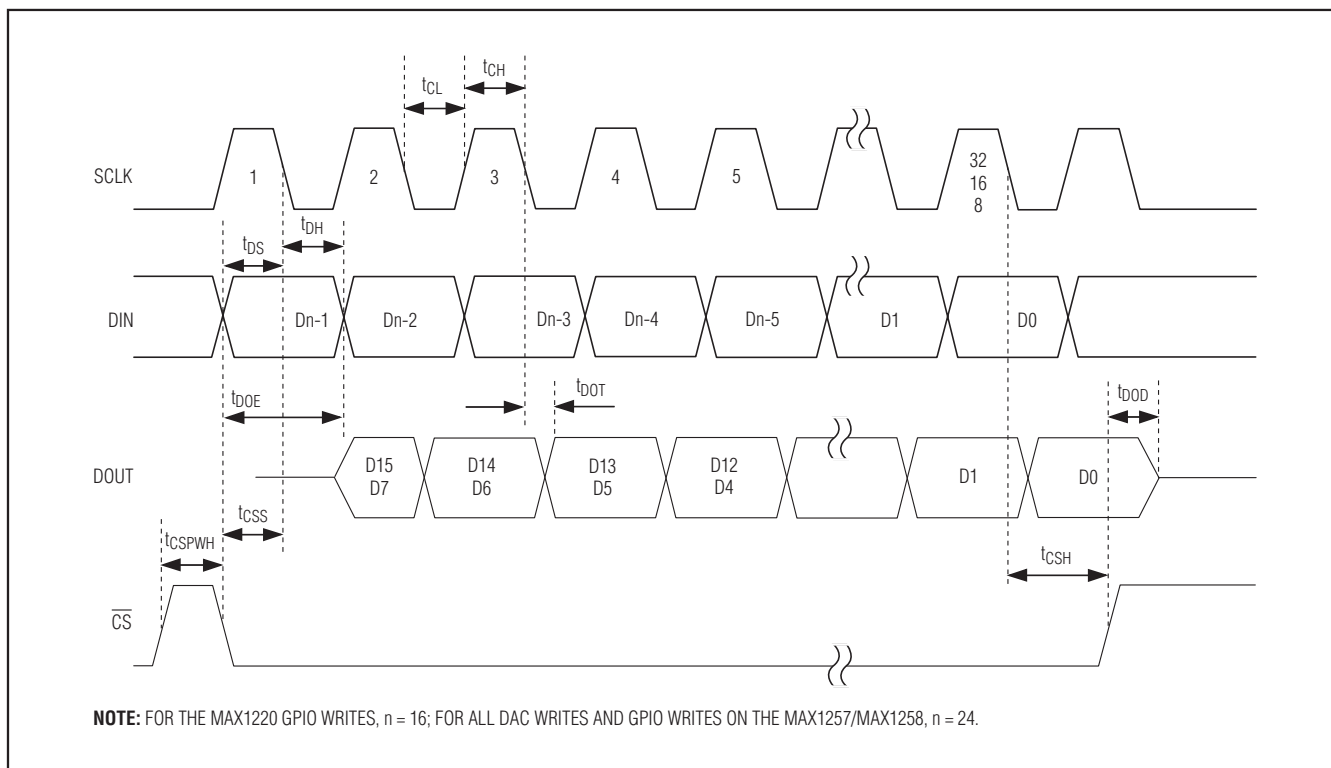 tCL
tCH
SCLK
1
2
3
4
5
32
16
8
tDS
tDH
DIN
Dn-1
Dn-2
Dn-3
Dn-4
Dn-5
D1
D0
tDOE
tDOT
tDOD
DOUT
D15
D7
D14
D6
D13
D5
D12
D4
D1
D0
tCSS
tCSPWH
tCSH
C̅S̅
NOTE: FOR THE MAX1220 GPIO WRITES, n = 16; FOR ALL DAC WRITES AND GPIO WRITES ON THE MAX1257/MAX1258, n = 24.